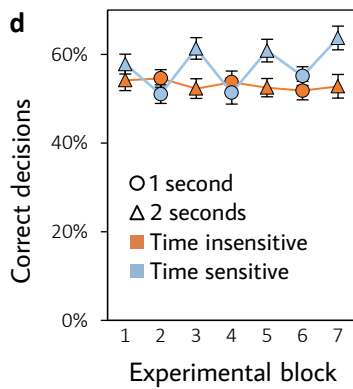 d
Correct decisions
60%
40%
20%
0%
1 second
2 seconds
Time insensitive
Time sensitive
1 2 3 4 5 6 7
Experimental block